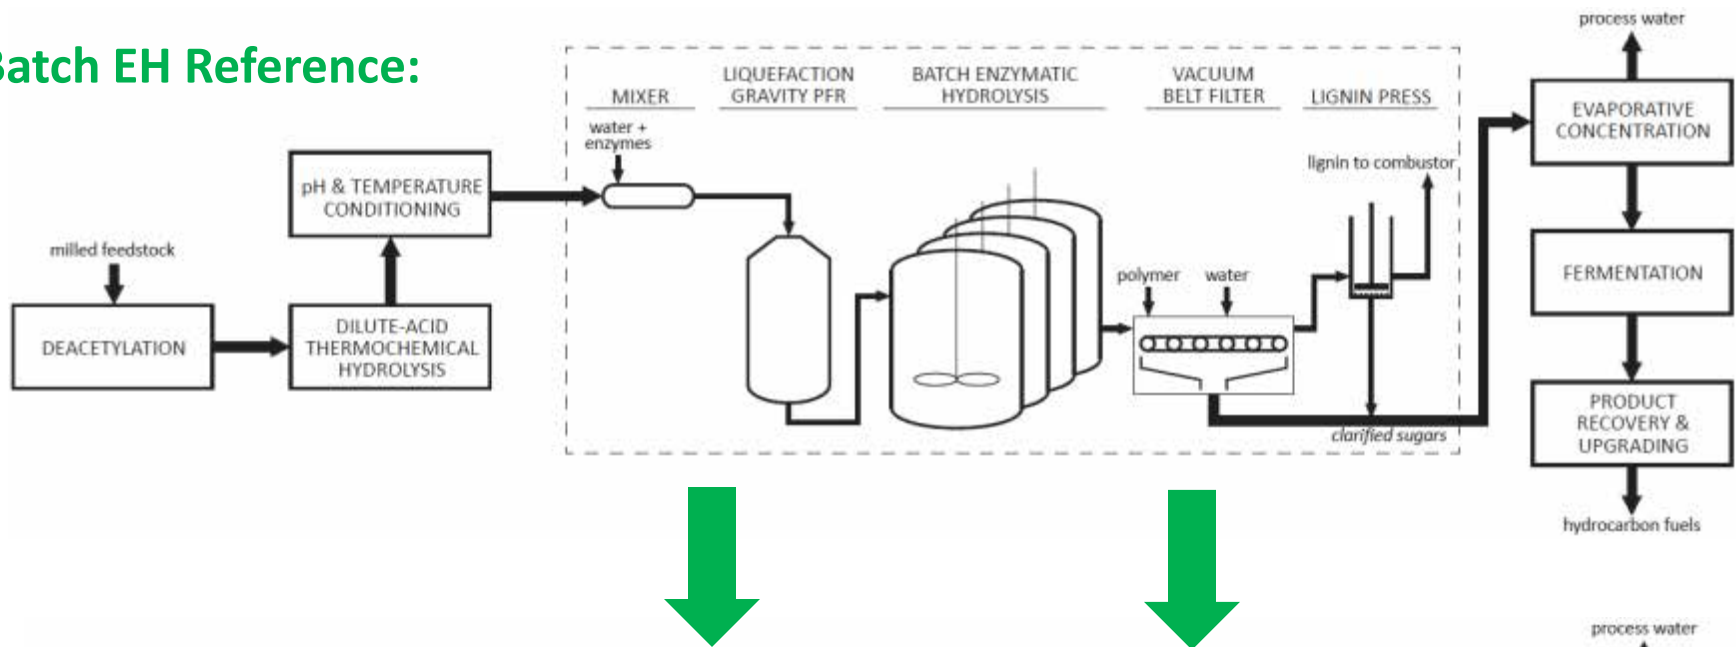 Batch EH Reference:
process water
MIXER
LIQUEFACTION
GRAVITY PFR
BATCH ENZYMATIC
HYDROLYSIS
VACUUM
BELT FILTER
LIGNIN PRESS
water +
enzymes
lignin to combustor
EVAPORATIVE
CONCENTRATION
pH & TEMPERATURE
CONDITIONING
milled feedstock
DEACETYLATION
DILUTE-ACID
THERMOCHEMICAL
HYDROLYSIS
polymer
water
clarified sugars
FERMENTATION
PRODUCT
RECOVERY &
UPGRADING
hydrocarbon fuels
process water